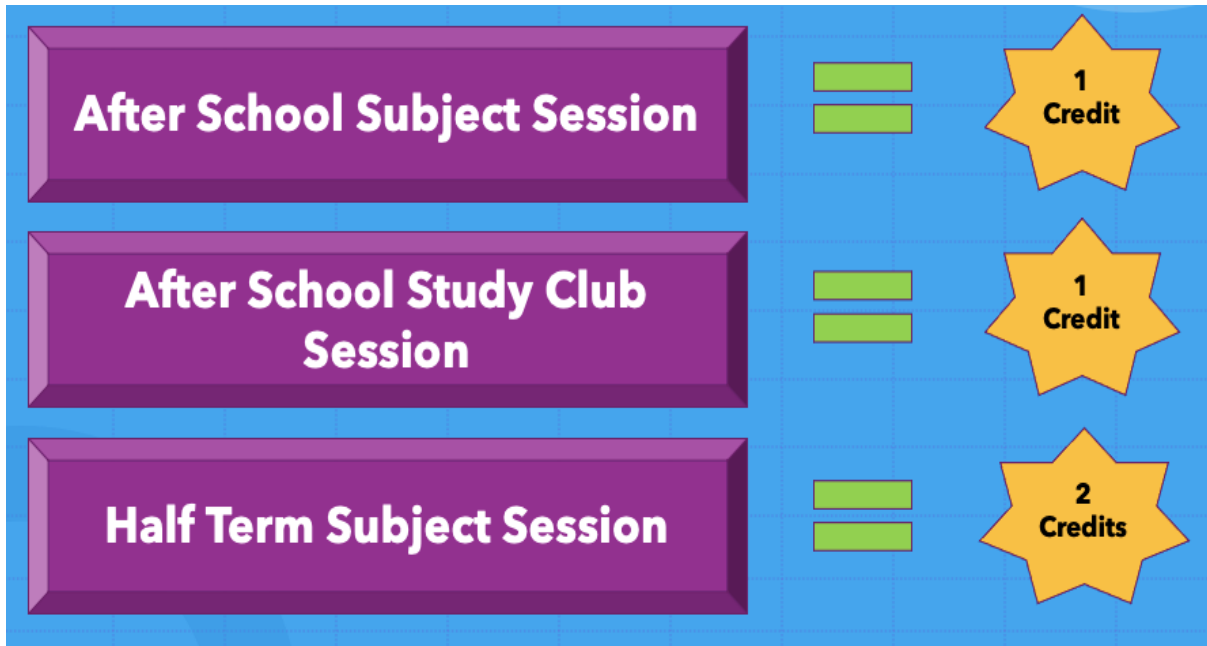 After School Subject Session
1
Credit
After School Study Club
Session
1
Credit
Half Term Subject Session
2
Credits